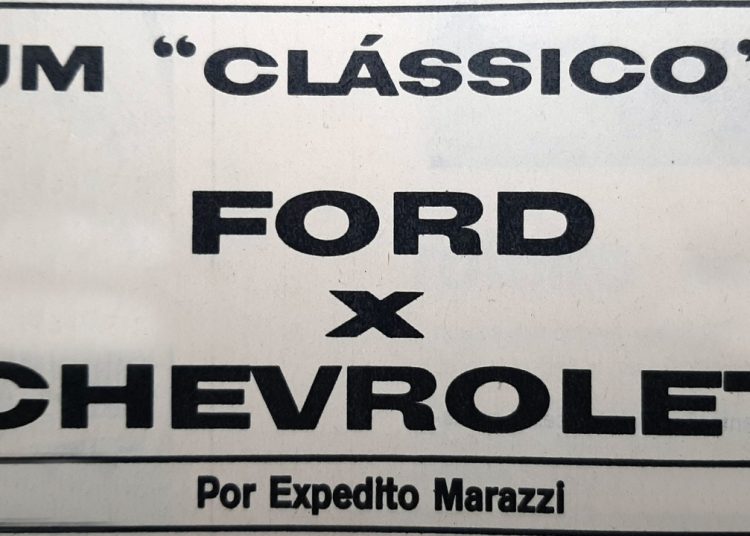 UM “CLÁSSICO”
FORD
X
CHEVROLET
Por Expedito Marazzi